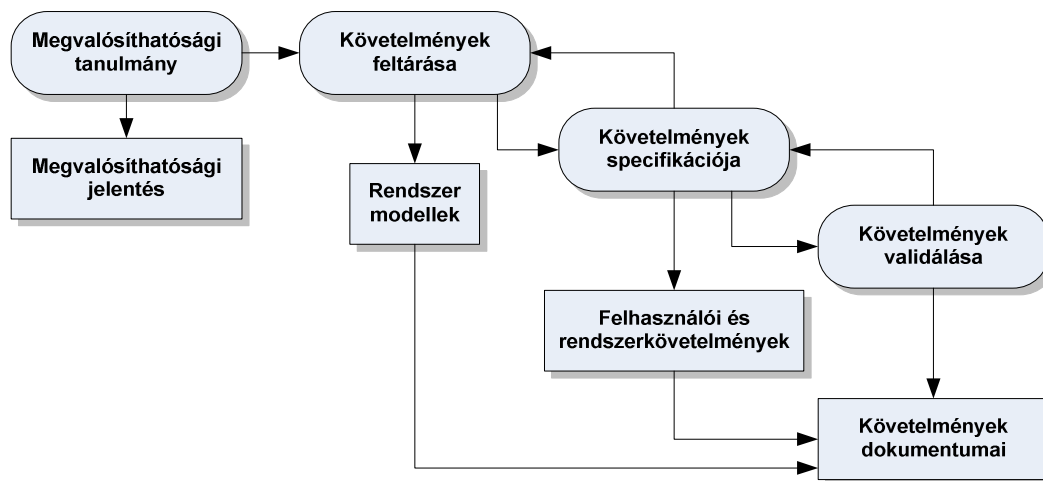 Megvalósíthatósági
tanulmány
Követelmények
feltárása
Megvalósíthatósági
jelentés
Követelmények
specifikációja
Rendszer
modellek
Követelmények
validálása
Felhasználói és
rendszerkövetelmények
Követelmények
dokumentumai